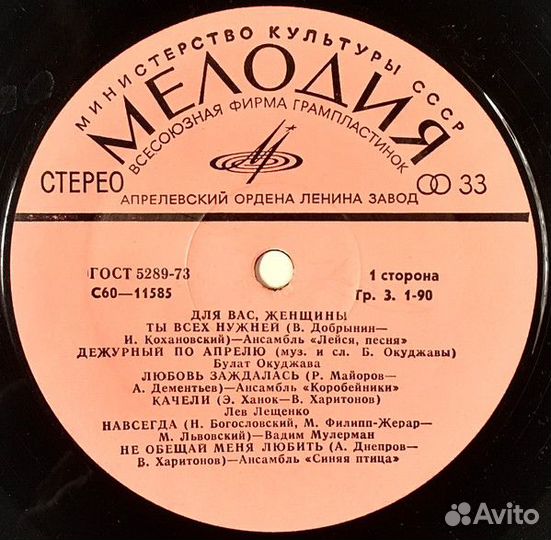 МИНИСТЕРСТВО КУЛЬТУРЫ СССР
МЕЛОДИЯ
ВСЕСОЮЗНАЯ ФИРМА ГРАМПЛАСТИНОК
СТЕРЕО
33
АПРЕЛЕВСКИЙ ОРДЕНА ЛЕНИНА ЗАВОД
ГОСТ 5289-73
1 сторона
С60—11585
Гр. 3. 1-90
ДЛЯ ВАС, ЖЕНЩИНЫ
ТЫ ВСЕХ НУЖНЕЙ (В. Добрынин—
И. Кохановский)—Ансамбль «Лейся, песня»
ДЕЖУРНЫЙ ПО АПРЕЛЮ (муз. и сл. Б. Окуджавы)
Булат Окуджава
ЛЮБОВЬ ЗАЖДАЛАСЬ (Р. Майоров—
А. Дементьев)—Ансамбль «Коробейники»
КАЧЕЛИ (Э. Ханок—В. Харитонов)
Лев Лещенко
НАВСЕГДА (Н. Богословский, М. Филипп-Жерар—
М. Львовский)—Вадим Мулерман
НЕ ОБЕЩАЙ МЕНЯ ЛЮБИТЬ (А. Днепров—
В. Харитонов)—Ансамбль «Синяя птица»
Avito